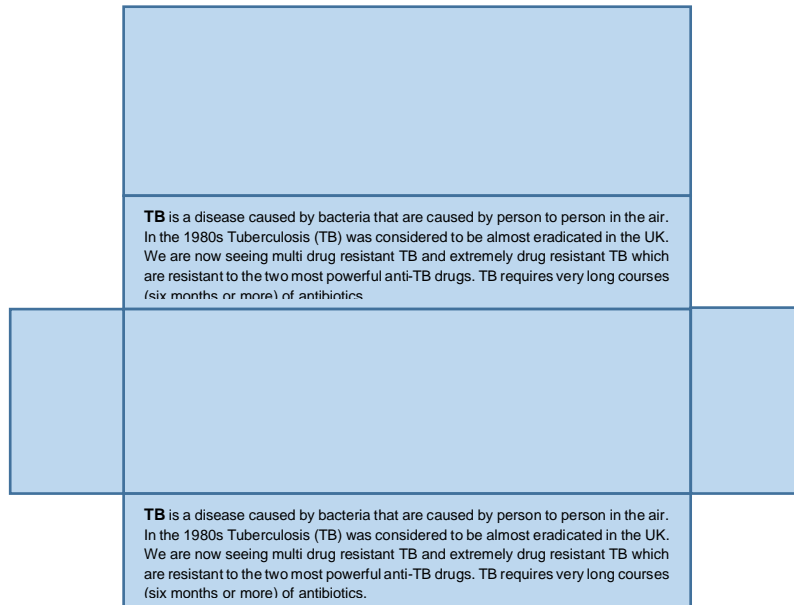 TB is a disease caused by bacteria that are caused by person to person in the air.
In the 1980s Tuberculosis (TB) was considered to be almost eradicated in the UK.
We are now seeing multi drug resistant TB and extremely drug resistant TB which
are resistant to the two most powerful anti-TB drugs. TB requires very long courses
(six months or more) of antibiotics.
TB is a disease caused by bacteria that are caused by person to person in the air.
In the 1980s Tuberculosis (TB) was considered to be almost eradicated in the UK.
We are now seeing multi drug resistant TB and extremely drug resistant TB which
are resistant to the two most powerful anti-TB drugs. TB requires very long courses
(six months or more) of antibiotics.